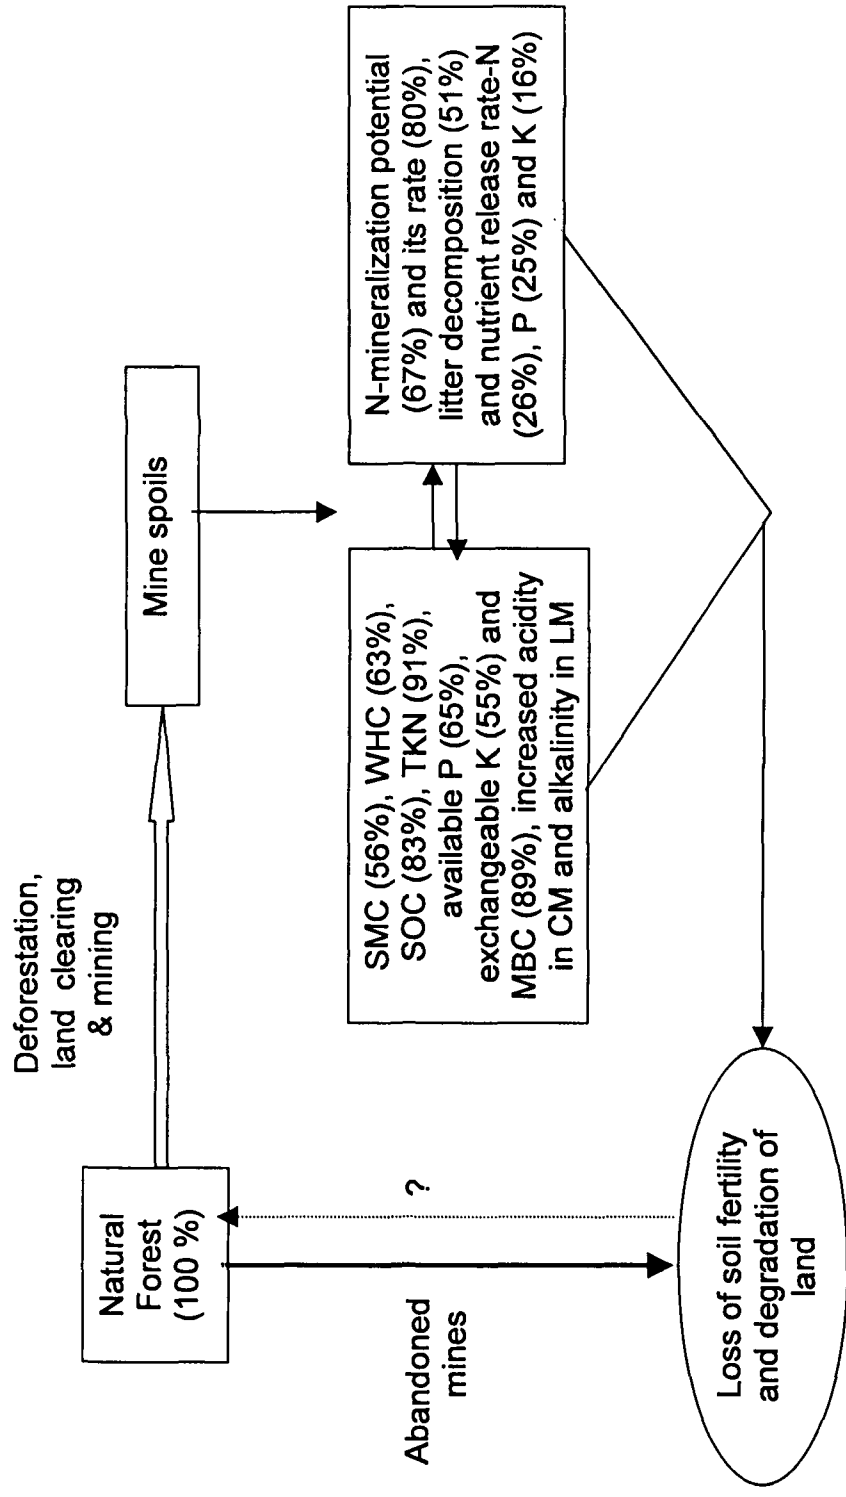 Deforestation,
land clearing
& mining
Natural
Forest
(100 %)
Mine spoils
SMC (56%), WHC (63%),
SOC (83%), TKN (91%),
available P (65%),
exchangeable K (55%) and
MBC (89%), increased acidity
in CM and alkalinity in LM
N-mineralization potential
(67%) and its rate (80%),
litter decomposition (51%)
and nutrient release rate-N
(26%), P (25%) and K (16%)
Abandoned
mines
?
Loss of soil fertility
and degradation of
land